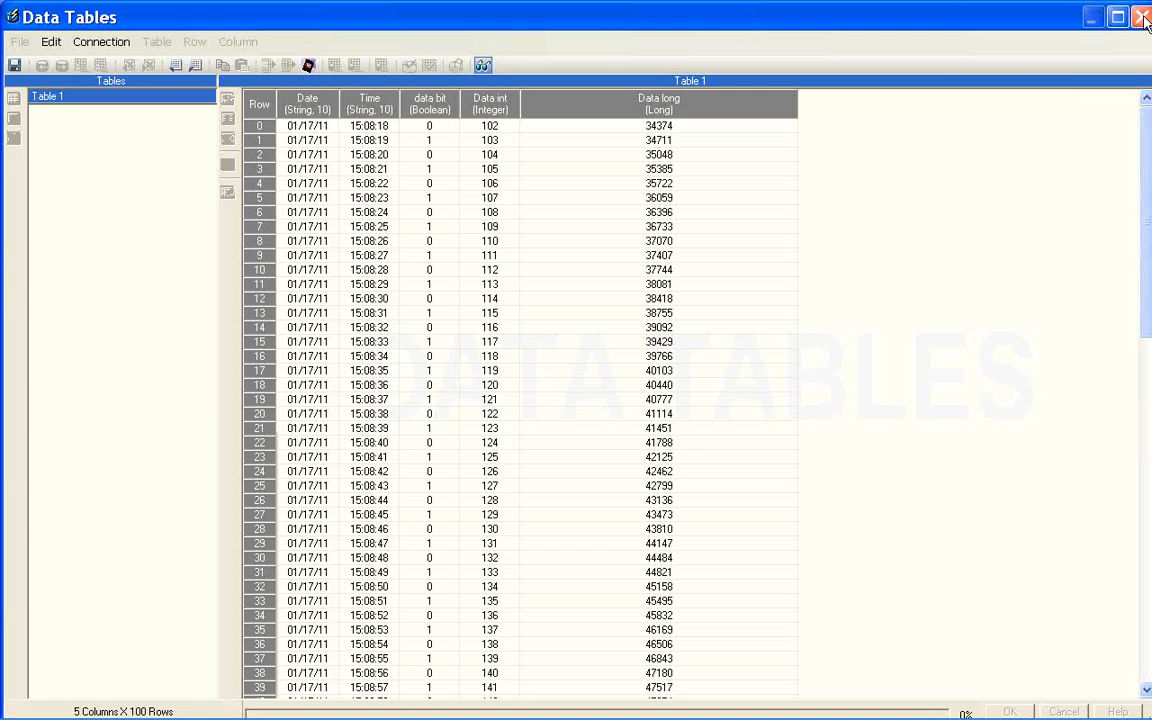 Data Tables
File Edit Connection Table Row Column
Tables Table 1
Table 1
Row Date (String, 10) Time (String, 10) data bit (Boolean) Data int (Integer) Data long (Long)
0 01/17/11 15:08:18 0 102 34374
1 01/17/11 15:08:19 1 103 34711
2 01/17/11 15:08:20 0 104 35048
3 01/17/11 15:08:21 1 105 35385
4 01/17/11 15:08:22 0 106 35722
5 01/17/11 15:08:23 1 107 36059
6 01/17/11 15:08:24 0 108 36396
7 01/17/11 15:08:25 1 109 36733
8 01/17/11 15:08:26 0 110 37070
9 01/17/11 15:08:27 1 111 37407
10 01/17/11 15:08:28 0 112 37744
11 01/17/11 15:08:29 1 113 38081
12 01/17/11 15:08:30 0 114 38418
13 01/17/11 15:08:31 1 115 38755
14 01/17/11 15:08:32 0 116 39092
15 01/17/11 15:08:33 1 117 39429
16 01/17/11 15:08:34 0 118 39766
17 01/17/11 15:08:35 1 119 40103
18 01/17/11 15:08:36 0 120 40440
19 01/17/11 15:08:37 1 121 40777
20 01/17/11 15:08:38 0 122 41114
21 01/17/11 15:08:39 1 123 41451
22 01/17/11 15:08:40 0 124 41788
23 01/17/11 15:08:41 1 125 42125
24 01/17/11 15:08:42 0 126 42462
25 01/17/11 15:08:43 1 127 42799
26 01/17/11 15:08:44 0 128 43136
27 01/17/11 15:08:45 1 129 43473
28 01/17/11 15:08:46 0 130 43810
29 01/17/11 15:08:47 1 131 44147
30 01/17/11 15:08:48 0 132 44484
31 01/17/11 15:08:49 1 133 44821
32 01/17/11 15:08:50 0 134 45158
33 01/17/11 15:08:51 1 135 45495
34 01/17/11 15:08:52 0 136 45832
35 01/17/11 15:08:53 1 137 46169
36 01/17/11 15:08:54 0 138 46506
37 01/17/11 15:08:55 1 139 46843
38 01/17/11 15:08:56 0 140 47180
39 01/17/11 15:08:57 1 141 47517
DATA TABLES
5 Columns X 100 Rows 0% OK Cancel Help